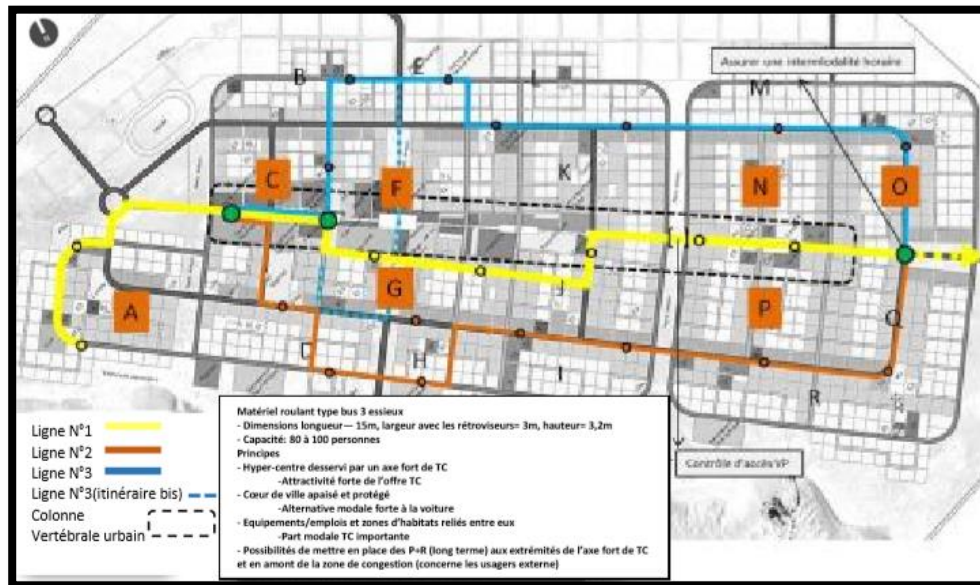 Assurer une intermodalité horaire
B
E
L
M
K
C
F
N
O
G
J
A
P
Q
H
I
R
Contrôle d'accès VP
Ligne N°1
Ligne N°2
Ligne N°3
Ligne N°3(itinéraire bis)
Colonne
Vertébrale urbain
Matériel roulant type bus 3 essieux
- Dimensions longueur— 15m, largeur avec les rétroviseurs= 3m, hauteur= 3,2m
- Capacité: 80 à 100 personnes
Principes
- Hyper-centre desservi par un axe fort de TC
-Attractivité forte de l'offre TC
- Cœur de ville apaisé et protégé
-Alternative modale forte à la voiture
- Equipements/emplois et zones d'habitats reliés entre eux
-Part modale TC importante
- Possibilités de mettre en place des P+R (long terme) aux extrémités de l'axe fort de TC
et en amont de la zone de congestion (concerne les usagers externe)